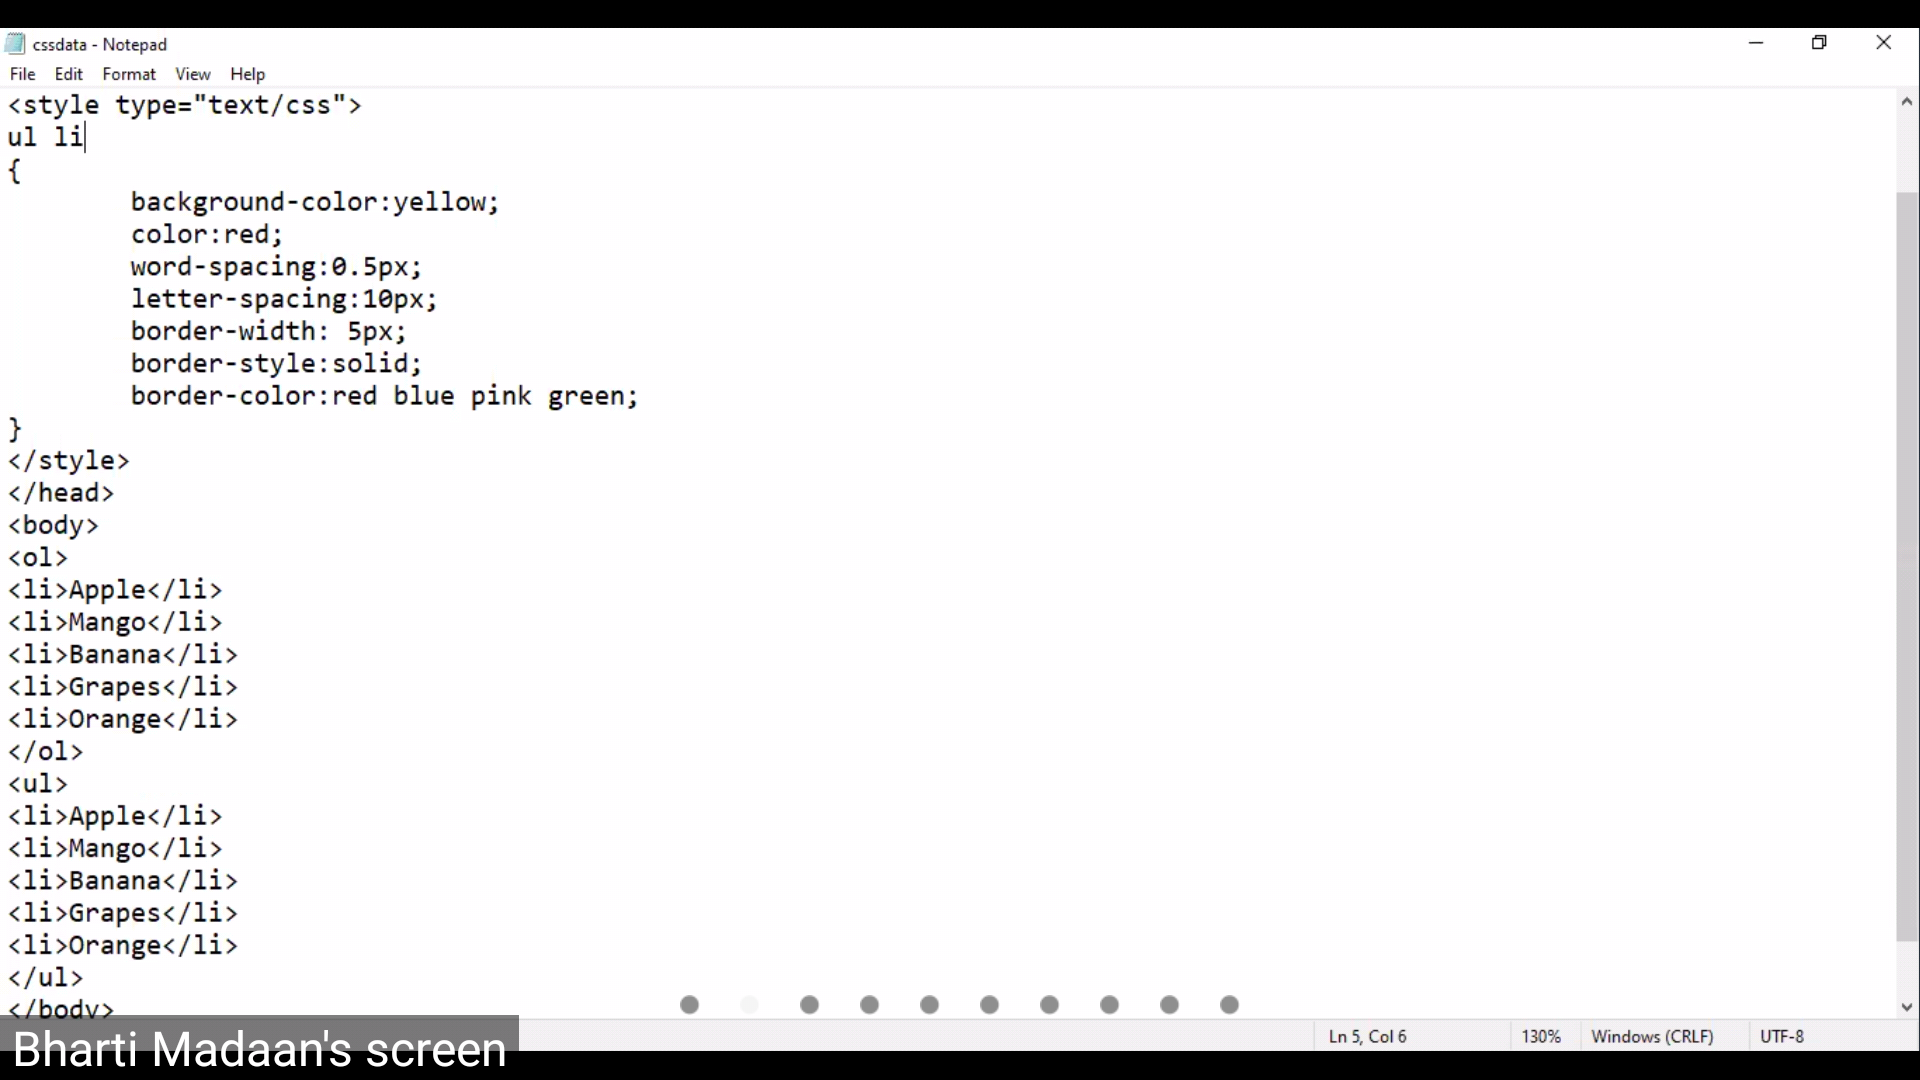 cssdata - Notepad
File Edit Format View Help
<style type="text/css">
ul li
{
background-color:yellow;
color:red;
word-spacing:0.5px;
letter-spacing:10px;
border-width: 5px;
border-style:solid;
border-color:red blue pink green;
}
</style>
</head>
<body>
<ol>
<li>Apple</li>
<li>Mango</li>
<li>Banana</li>
<li>Grapes</li>
<li>Orange</li>
</ol>
<ul>
<li>Apple</li>
<li>Mango</li>
<li>Banana</li>
<li>Grapes</li>
<li>Orange</li>
</ul>
</body>
Ln 5, Col 6 130% Windows (CRLF) UTF-8
Bharti Madaan's screen